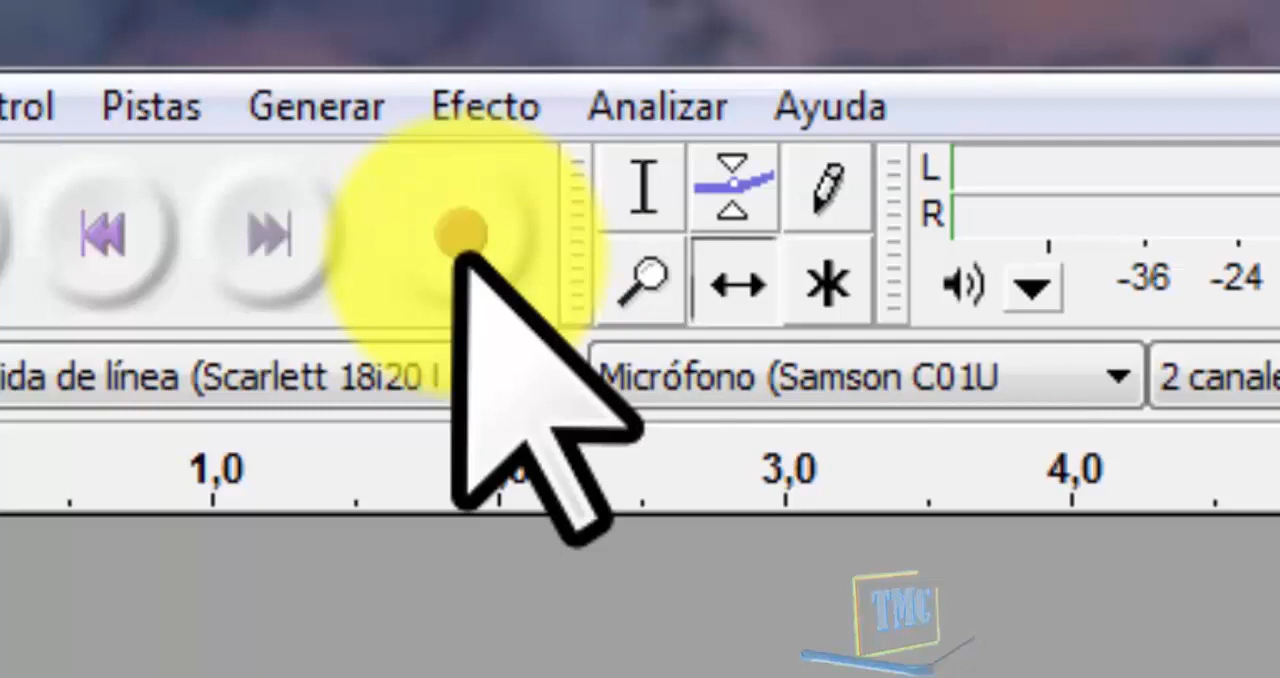 trol Pistas Generar Efecto Analizar Ayuda
L
R
-36 -24
ida de línea (Scarlett 18i20 Micrófono (Samson C01U 2 canale
1,0 3,0 4,0
TMC